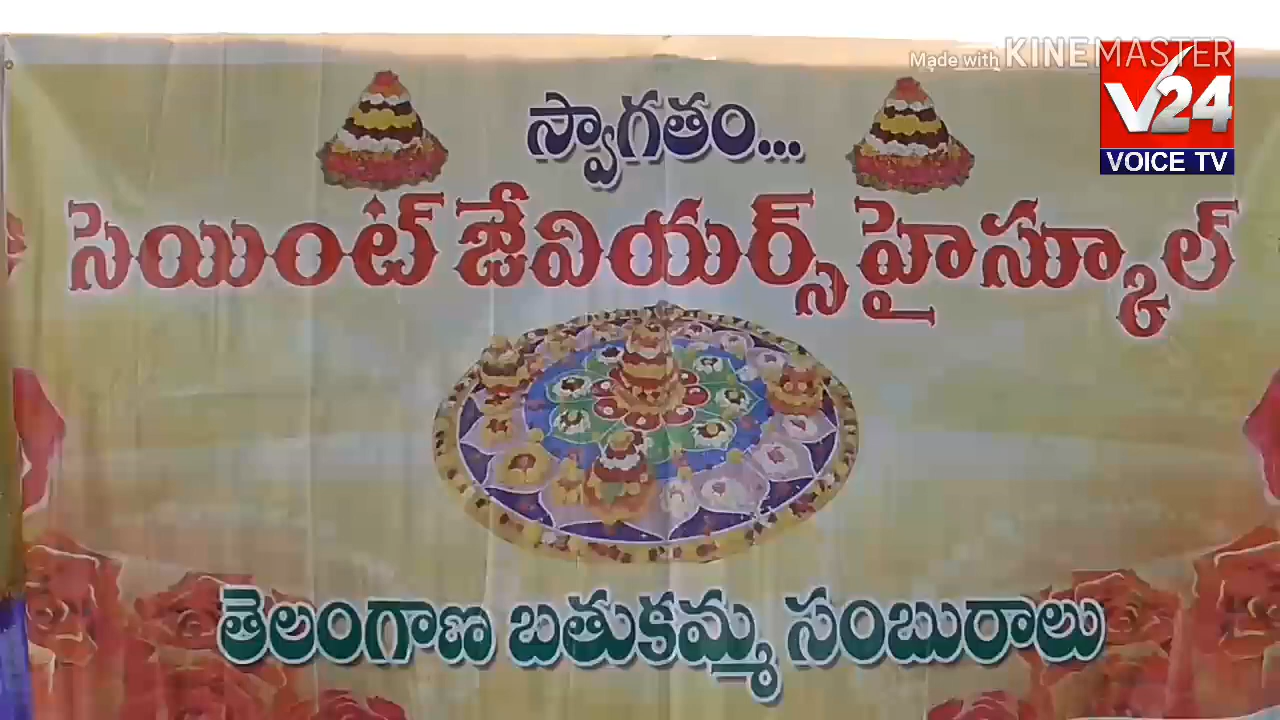 Made with KINEMASTER
V24
VOICE TV
స్వాగతం...
సెయింట్ జేవియర్స్ హైస్కూల్
తెలంగాణ బతుకమ్మ సంబురాలు